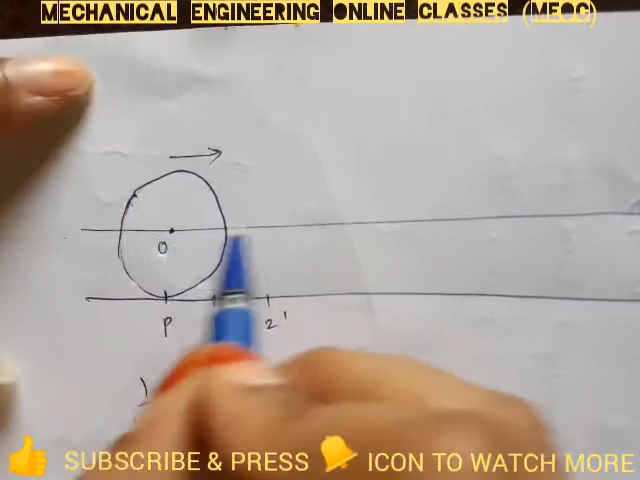 MECHANICAL ENGINEERING ONLINE CLASSES (MEOC)
O
P 2'
SUBSCRIBE & PRESS ICON TO WATCH MORE